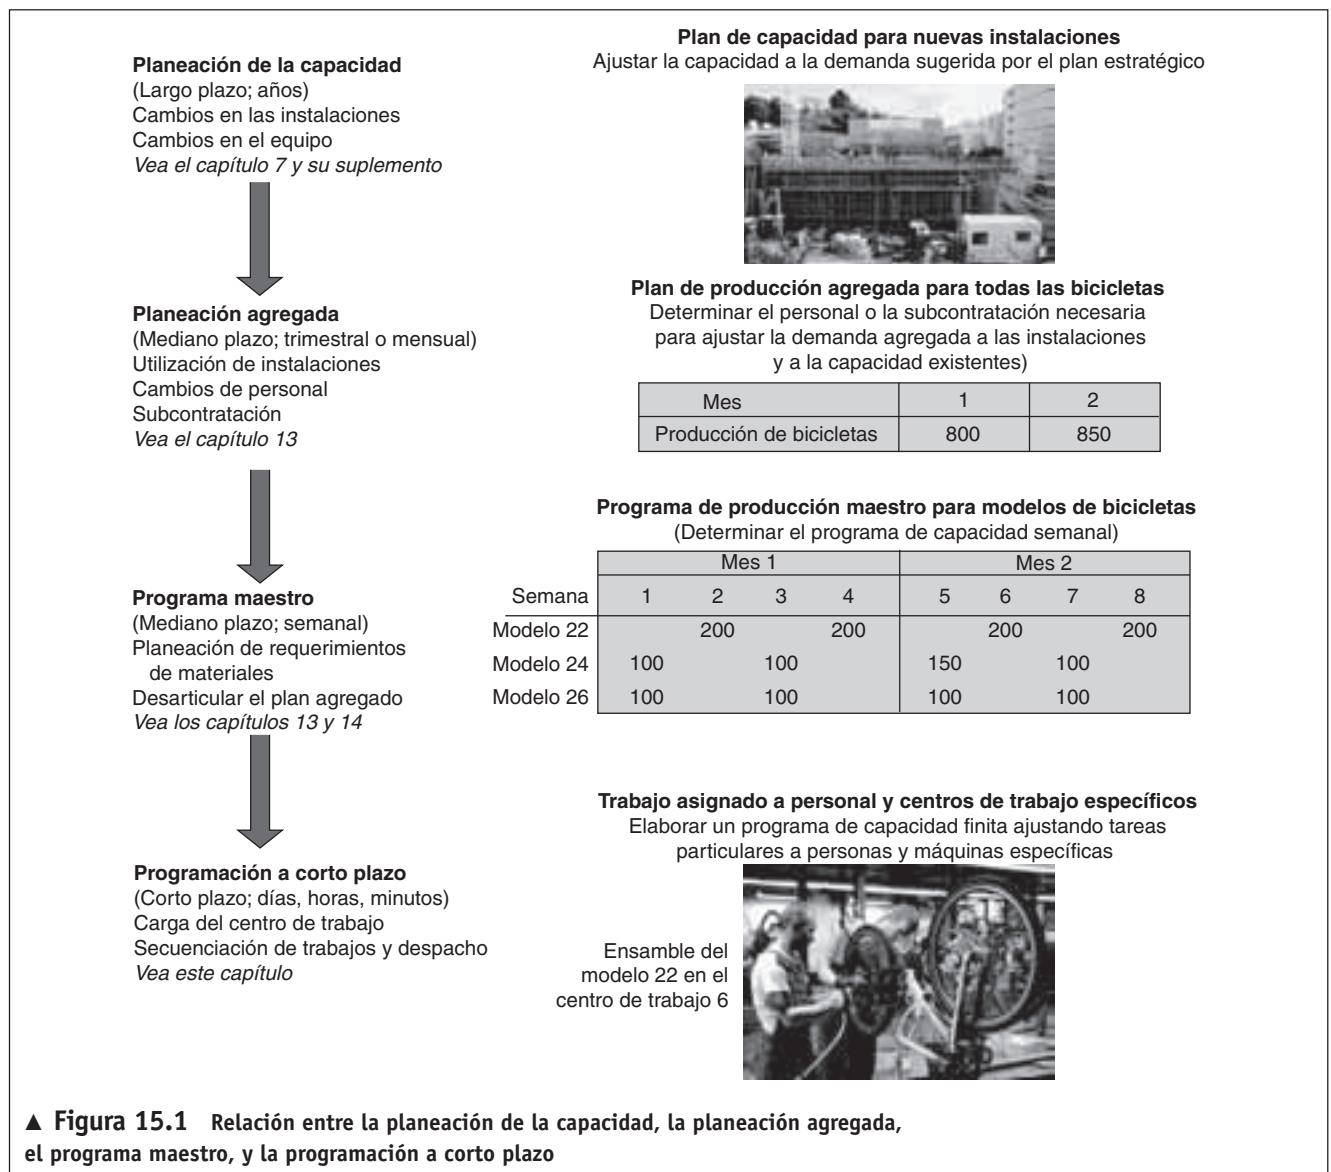 Planeación de la capacidad
(Largo plazo; años)
Cambios en las instalaciones
Cambios en el equipo
Vea el capítulo 7 y su suplemento
Plan de capacidad para nuevas instalaciones
Ajustar la capacidad a la demanda sugerida por el plan estratégico
Planeación agregada
(Mediano plazo; trimestral o mensual)
Utilización de instalaciones
Cambios de personal
Subcontratación
Vea el capítulo 13
Plan de producción agregada para todas las bicicletas
Determinar el personal o la subcontratación necesaria
para ajustar la demanda agregada a las instalaciones
y a la capacidad existentes)
Mes 1 2
Producción de bicicletas 800 850
Programa maestro
(Mediano plazo; semanal)
Planeación de requerimientos
de materiales
Desarticular el plan agregado
Vea los capítulos 13 y 14
Programa de producción maestro para modelos de bicicletas
(Determinar el programa de capacidad semanal)
Mes 1 Mes 2
Semana 1 2 3 4 5 6 7 8
Modelo 22 200 200 200 200
Modelo 24 100 100 150 100
Modelo 26 100 100 100 100
Programación a corto plazo
(Corto plazo; días, horas, minutos)
Carga del centro de trabajo
Secuenciación de trabajos y despacho
Vea este capítulo
Trabajo asignado a personal y centros de trabajo específicos
Elaborar un programa de capacidad finita ajustando tareas
particulares a personas y máquinas específicas
Ensamble del
modelo 22 en el
centro de trabajo 6
▲ Figura 15.1 Relación entre la planeación de la capacidad, la planeación agregada,
el programa maestro, y la programación a corto plazo